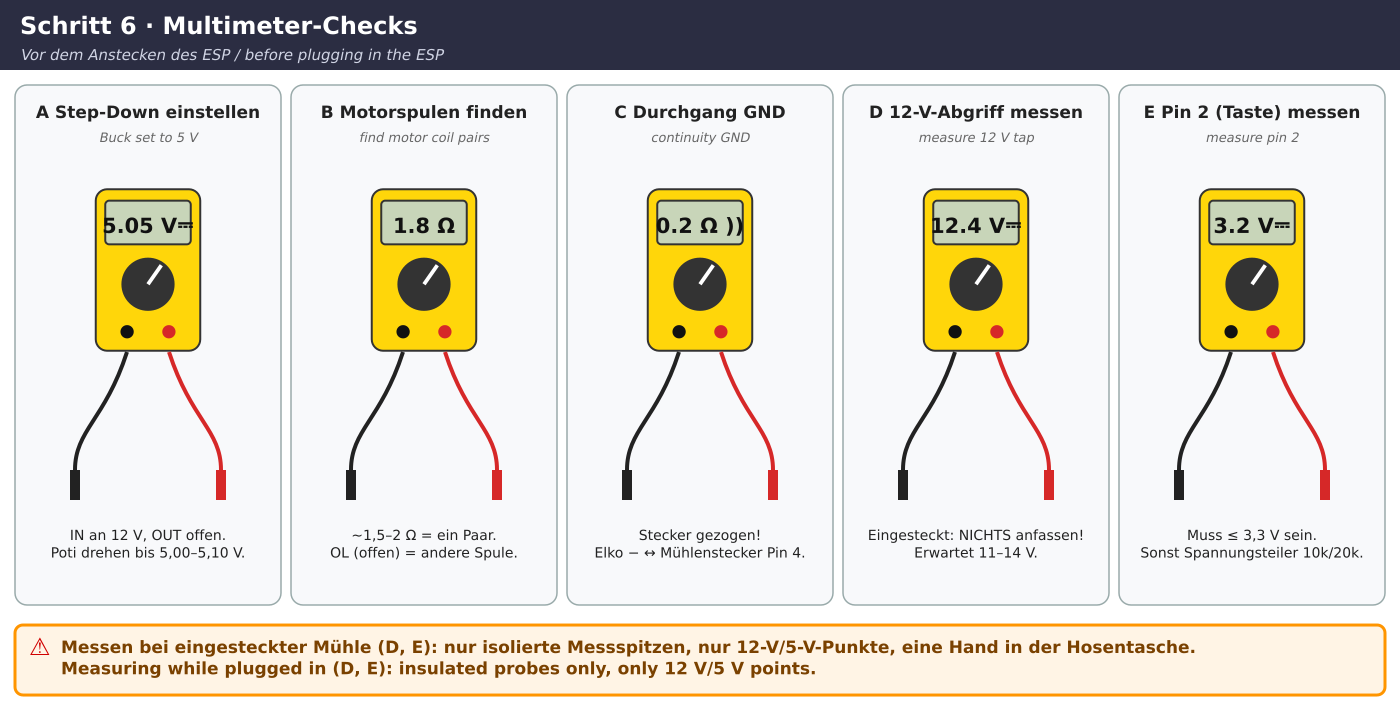 Schritt 6 · Multimeter-Checks
Vor dem Anstecken des ESP / before plugging in the ESP
A Step-Down einstellen
Buck set to 5 V
5.05 V⎓
IN an 12 V, OUT offen.
Poti drehen bis 5,00–5,10 V.
B Motorspulen finden
find motor coil pairs
1.8 Ω
~1,5–2 Ω = ein Paar.
OL (offen) = andere Spule.
C Durchgang GND
continuity GND
0.2 Ω ))
Stecker gezogen!
Elko − ↔ Mühlenstecker Pin 4.
D 12-V-Abgriff messen
measure 12 V tap
12.4 V⎓
Eingesteckt: NICHTS anfassen!
Erwartet 11–14 V.
E Pin 2 (Taste) messen
measure pin 2
3.2 V⎓
Muss ≤ 3,3 V sein.
Sonst Spannungsteiler 10k/20k.
⚠ Messen bei eingesteckter Mühle (D, E): nur isolierte Messspitzen, nur 12-V/5-V-Punkte, eine Hand in der Hosentasche.
Measuring while plugged in (D, E): insulated probes only, only 12 V/5 V points.